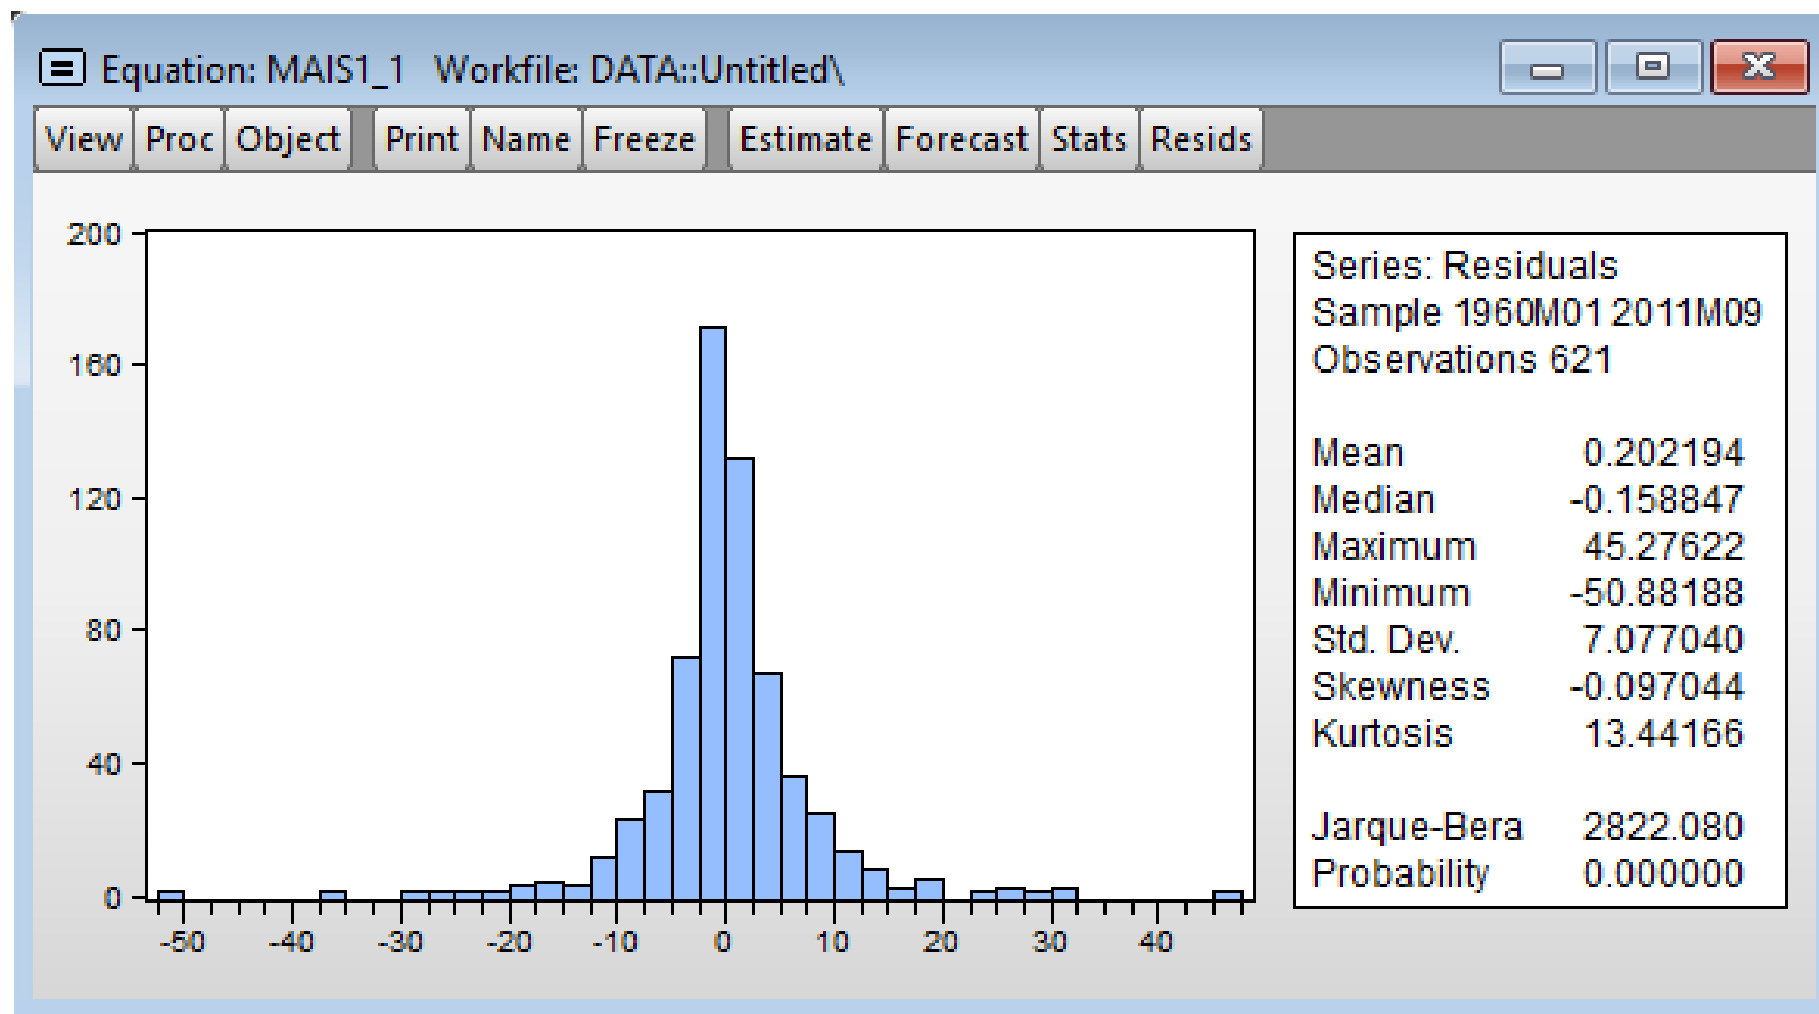 Equation: MAIS1_1 Workfile: DATA::Untitled\
View Proc Object Print Name Freeze Estimate Forecast Stats Resids
200
160
120
80
40
0
-50 -40 -30 -20 -10 0 10 20 30 40
Series: Residuals
Sample 1960M01 2011M09
Observations 621
Mean 0.202194
Median -0.158847
Maximum 45.27622
Minimum -50.88188
Std. Dev. 7.077040
Skewness -0.097044
Kurtosis 13.44166
Jarque-Bera 2822.080
Probability 0.000000